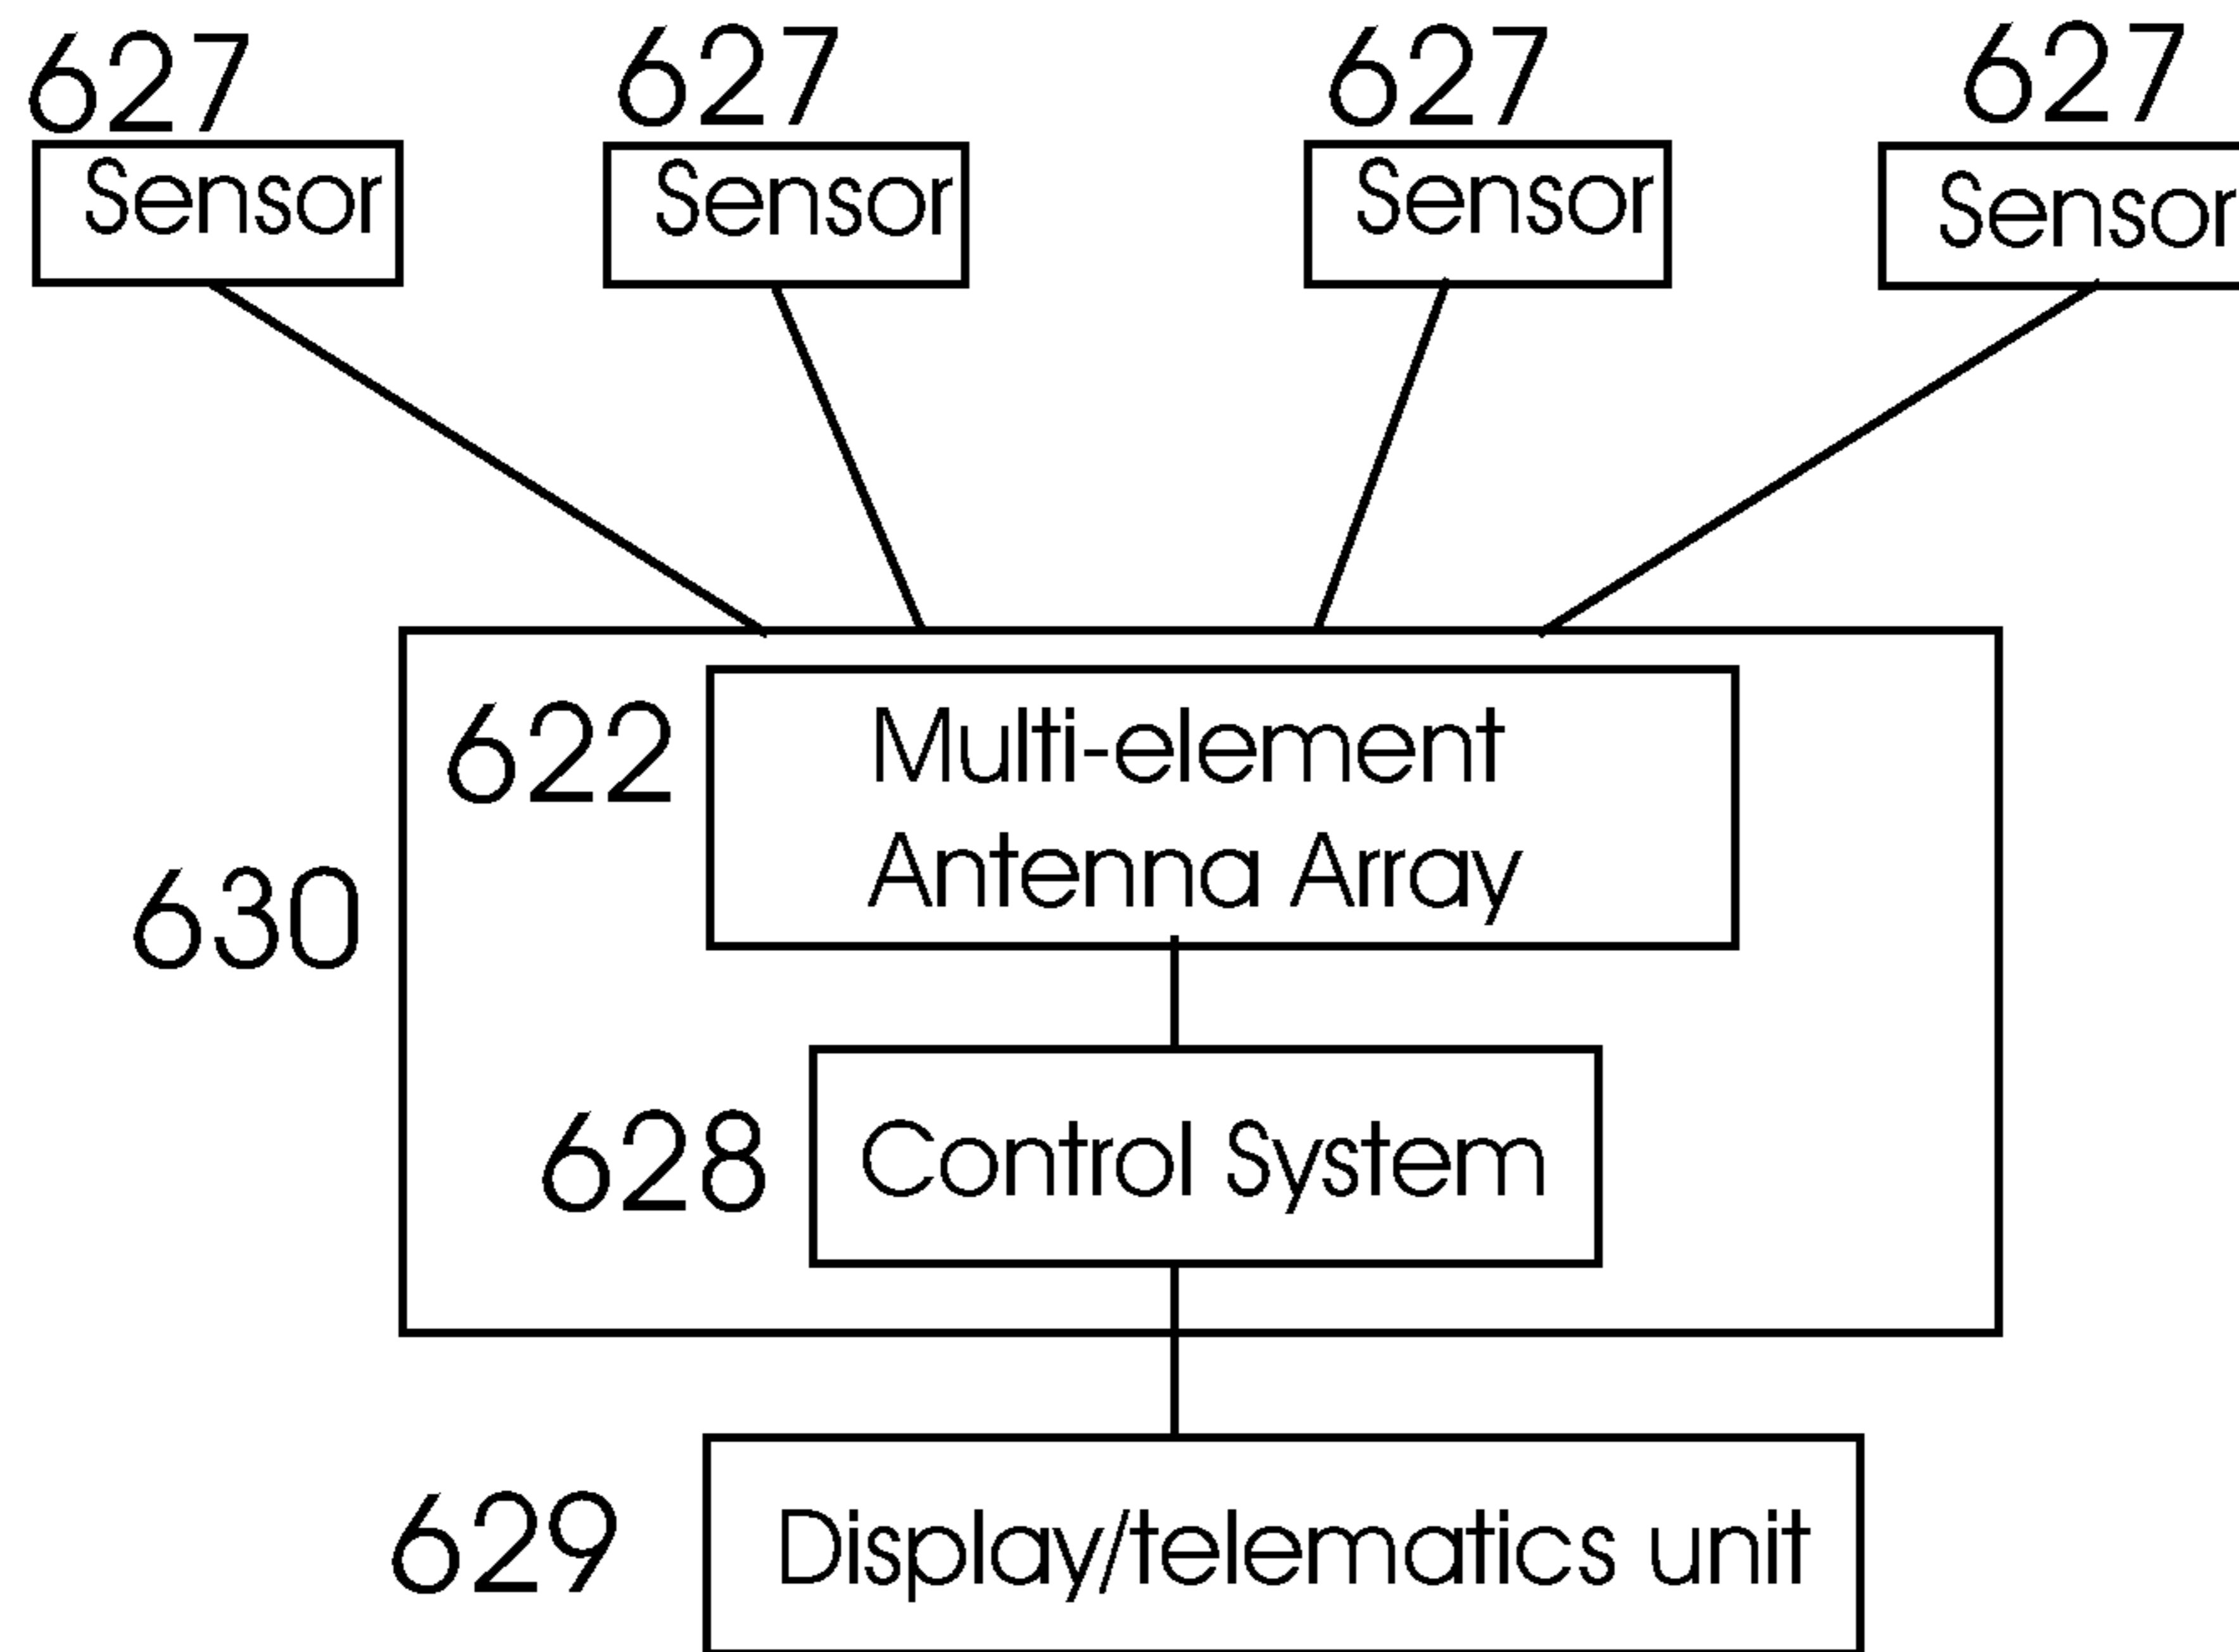 627 627 627 627
Sensor Sensor Sensor Sensor
622
Multi-element
Antenna Array
630
628 Control System
629 Display/telematics unit